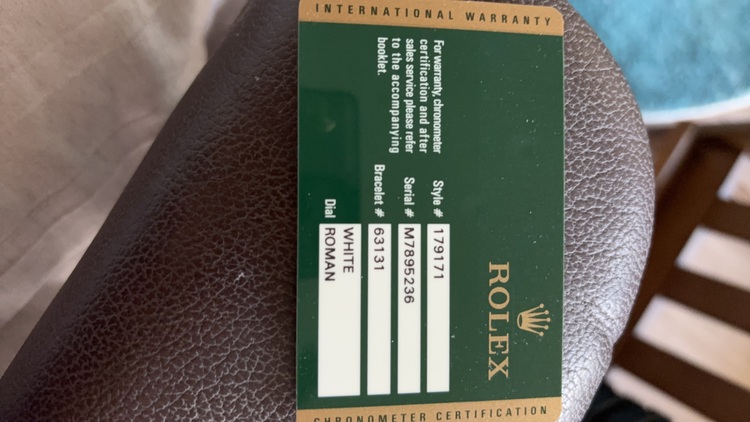 INTERNATIONAL WARRANTY
ROLEX
For warranty, chronometer
certification and after
sales service please refer
to the accompanying
booklet.
Style # 179171
Serial # M7895236
Bracelet # 63131
WHITE
Dial ROMAN
CHRONOMETER CERTIFICATION